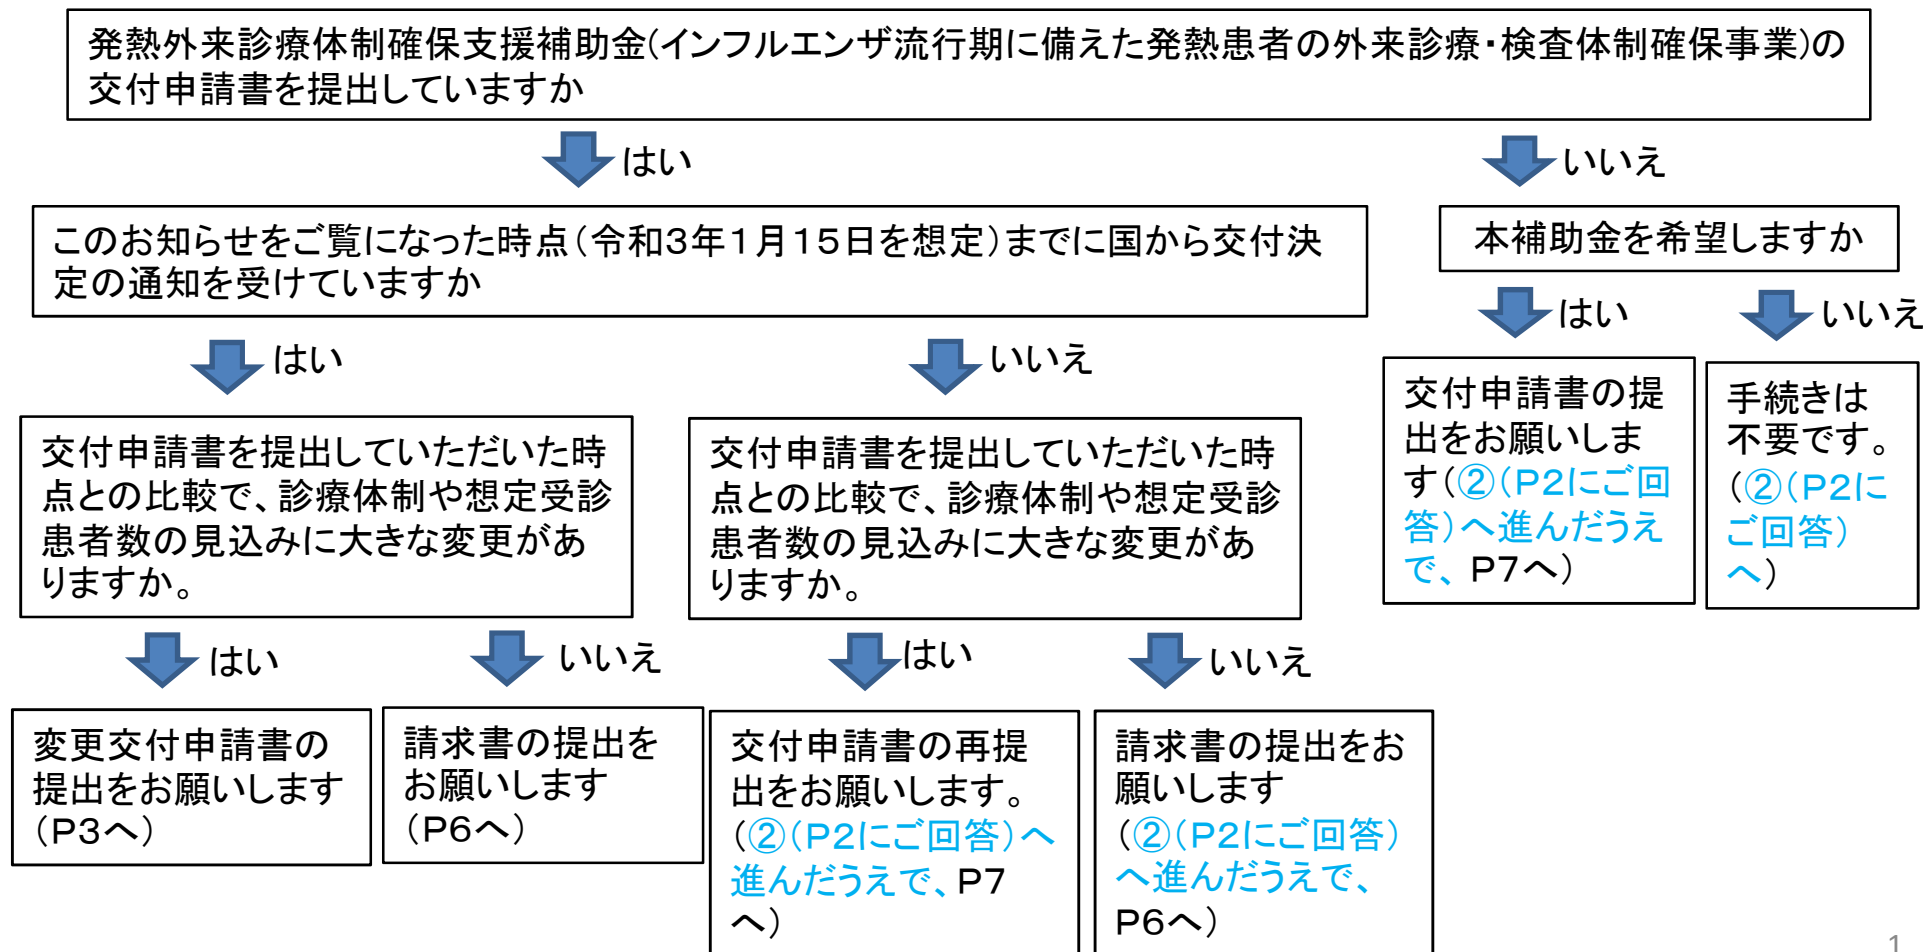 発熱外来診療体制確保支援補助金(インフルエンザ流行期に備えた発熱患者の外来診療・検査体制確保事業)の
交付申請書を提出していますか
はい
いいえ
このお知らせをご覧になった時点(令和3年1月15日を想定)までに国から交付決
定の通知を受けていますか
本補助金を希望しますか
はい
いいえ
はい
いいえ
交付申請書を提出していただいた時
点との比較で、診療体制や想定受診
患者数の見込みに大きな変更があ
りますか。
交付申請書を提出していただいた時
点との比較で、診療体制や想定受診
患者数の見込みに大きな変更があ
りますか。
交付申請書の提
出をお願いしま
す(②(P2にご回
答)へ進んだうえ
で、P7へ)
手続きは
不要です。
(②(P2に
ご回答)
へ)
はい
いいえ
はい
いいえ
変更交付申請書の
提出をお願いします
(P3へ)
請求書の提出を
お願いします
(P6へ)
交付申請書の再提
出をお願いします。
(②(P2にご回答)へ
進んだうえで、P7
へ)
請求書の提出をお
願いします
(②(P2にご回答)
へ進んだうえで、
P6へ)
1